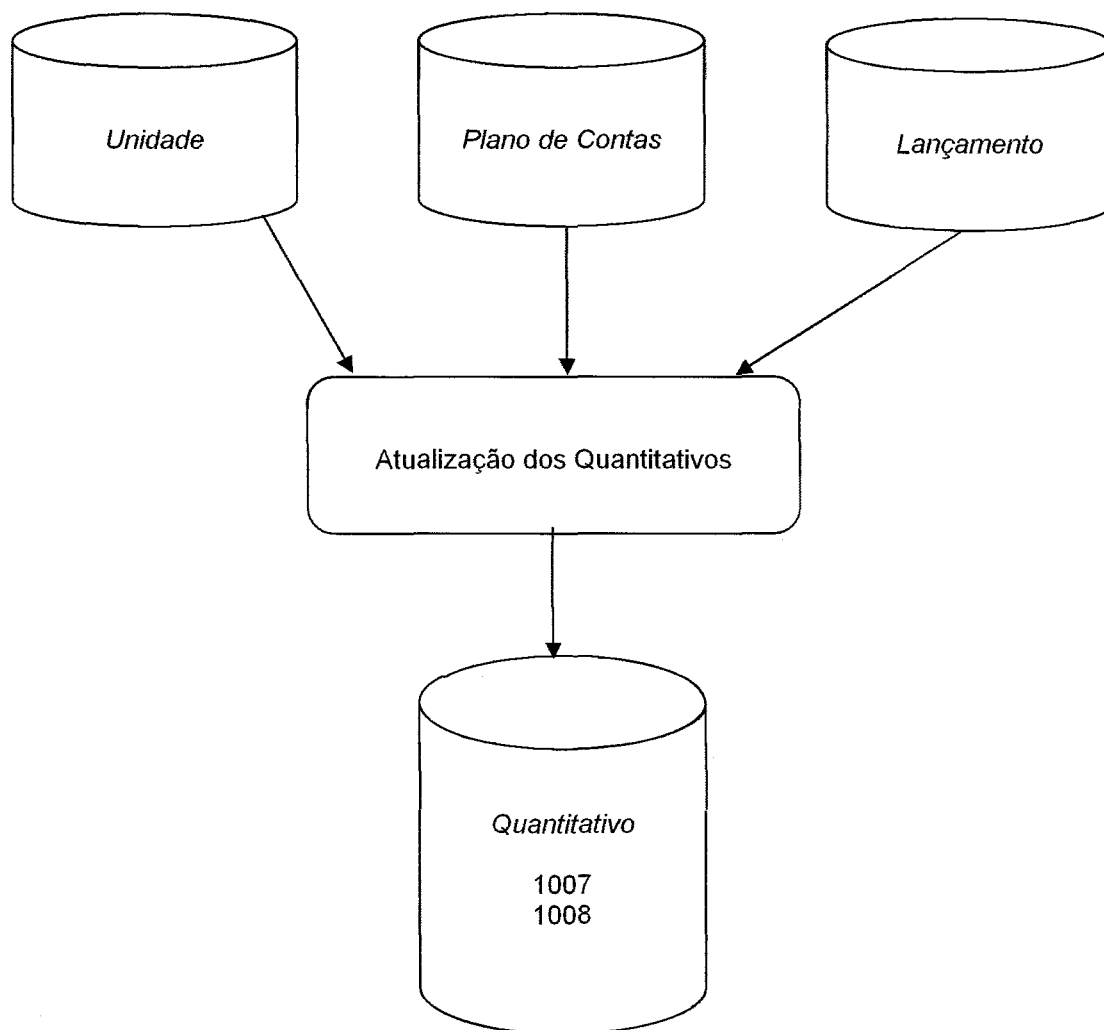 Unidade
Plano de Contas
Lançamento
Atualização dos Quantitativos
Quantitativo
1007
1008